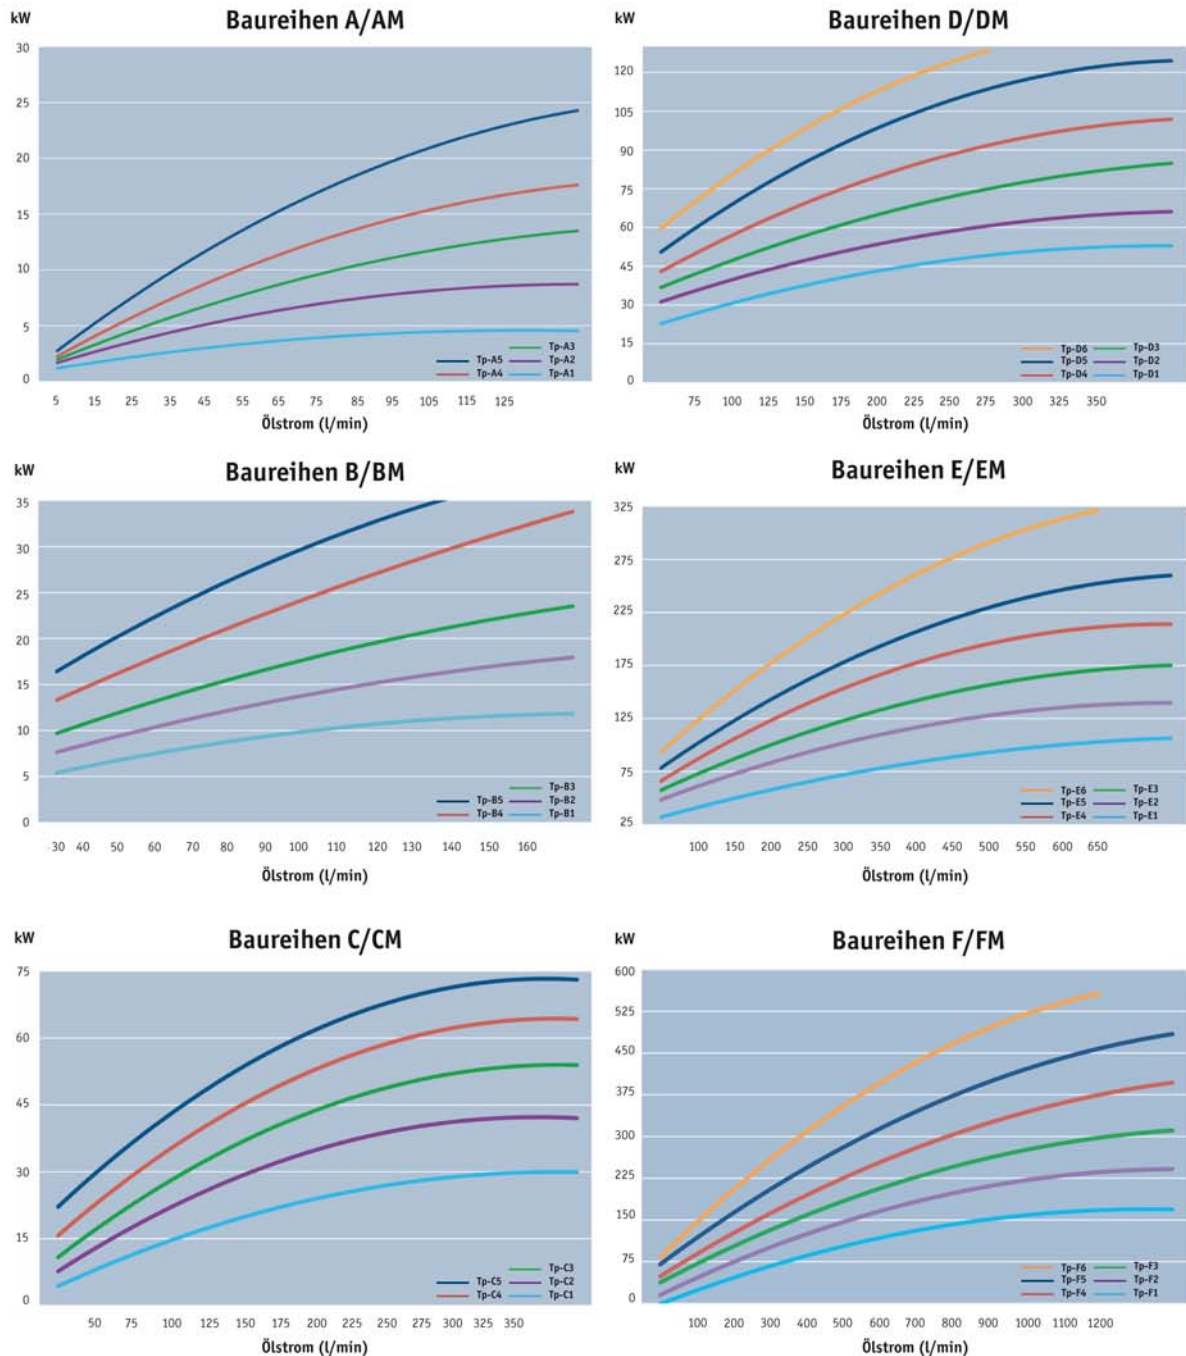 kW
Baureihen A/AM
30
25
20
15
10
5
0
Tp-A3
Tp-A5 Tp-A2
Tp-A4 Tp-A1
5 15 25 35 45 55 65 75 85 95 105 115 125
Ölstrom (l/min)
kW
Baureihen D/DM
120
105
90
75
60
45
30
15
0
Tp-D6 Tp-D3
Tp-D5 Tp-D2
Tp-D4 Tp-D1
75 100 125 150 175 200 225 250 275 300 325 350
Ölstrom (l/min)
kW
Baureihen B/BM
35
30
25
20
15
10
5
0
Tp-B3
Tp-B5 Tp-B2
Tp-B4 Tp-B1
30 40 50 60 70 80 90 100 110 120 130 140 150 160
Ölstrom (l/min)
kW
Baureihen E/EM
325
275
225
175
125
75
25
Tp-E6 Tp-E3
Tp-E5 Tp-E2
Tp-E4 Tp-E1
100 150 200 250 300 350 400 450 500 550 600 650
Ölstrom (l/min)
kW
Baureihen C/CM
75
60
45
30
15
0
Tp-C3
Tp-C5 Tp-C2
Tp-C4 Tp-C1
50 75 100 125 150 175 200 225 250 275 300 350
Ölstrom (l/min)
kW
Baureihen F/FM
600
525
450
375
300
225
150
75
0
Tp-F6 Tp-F3
Tp-F5 Tp-F2
Tp-F4 Tp-F1
100 200 300 400 500 600 700 800 900 1000 1100 1200
Ölstrom (l/min)